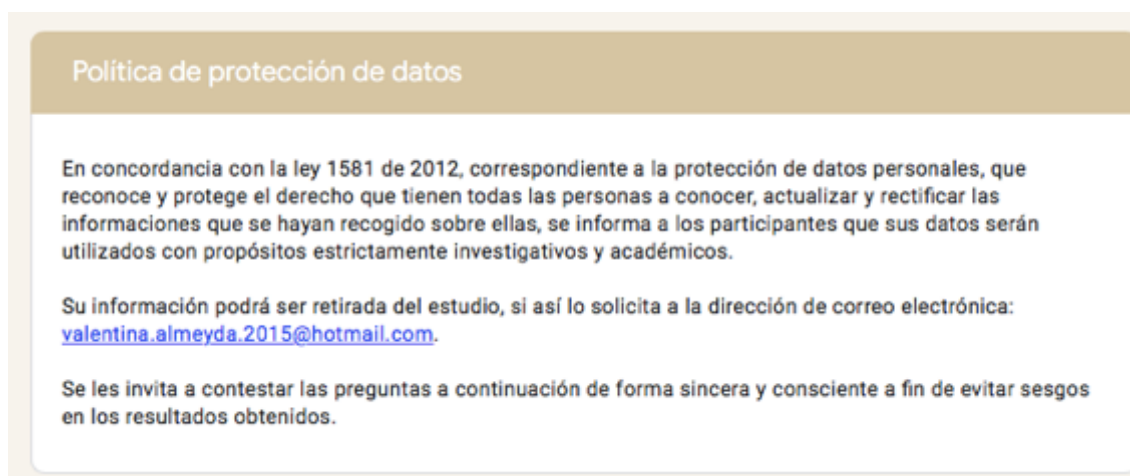 Política de protección de datos
En concordancia con la ley 1581 de 2012, correspondiente a la protección de datos personales, que
reconoce y protege el derecho que tienen todas las personas a conocer, actualizar y rectificar las
informaciones que se hayan recogido sobre ellas, se informa a los participantes que sus datos serán
utilizados con propósitos estrictamente investigativos y académicos.
Su información podrá ser retirada del estudio, si así lo solicita a la dirección de correo electrónica:
valentina.almeyda.2015@hotmail.com.
Se les invita a contestar las preguntas a continuación de forma sincera y consciente a fin de evitar sesgos
en los resultados obtenidos.